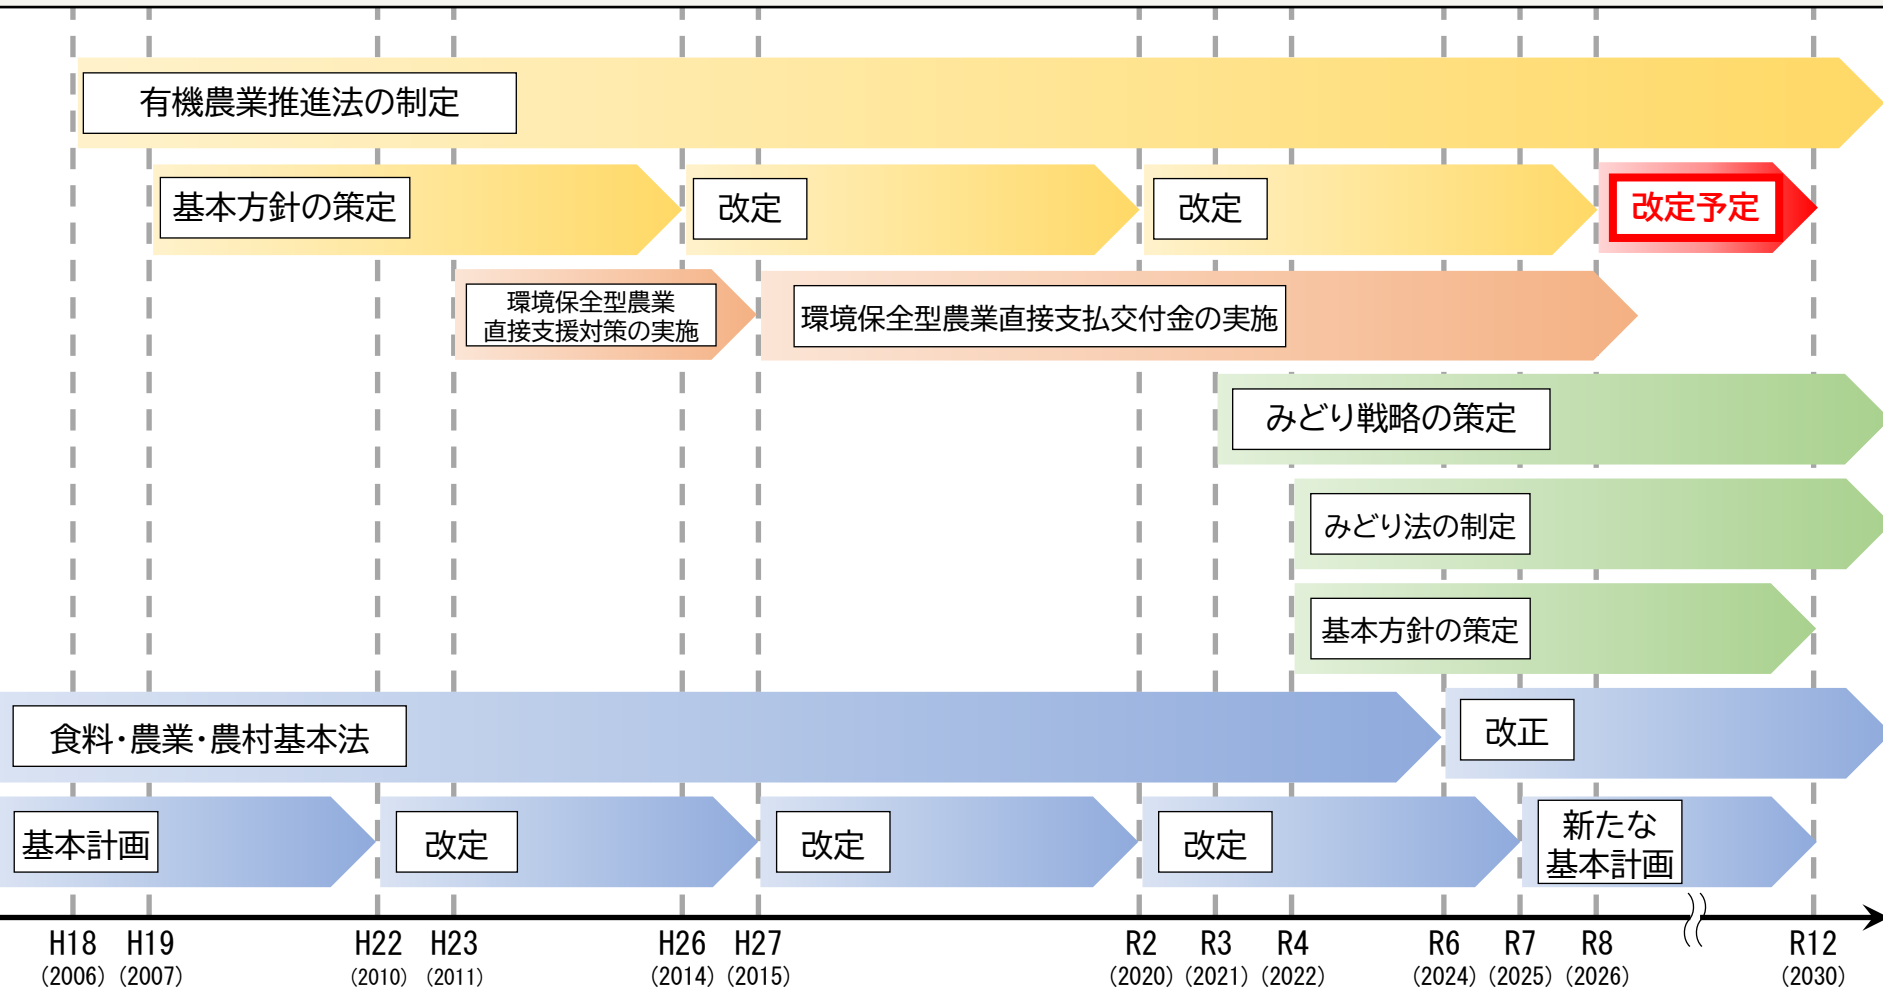 有機農業推進法の制定
基本方針の策定
改定
改定
改定予定
環境保全型農業
直接支援対策の実施
環境保全型農業直接支払交付金の実施
みどり戦略の策定
みどり法の制定
基本方針の策定
食料・農業・農村基本法
改正
基本計画
改定
改定
改定
新たな
基本計画
H18 H19 H22 H23 H26 H27 R2 R3 R4 R6 R7 R8 R12
(2006) (2007) (2010) (2011) (2014) (2015) (2020) (2021) (2022) (2024) (2025) (2026) (2030)